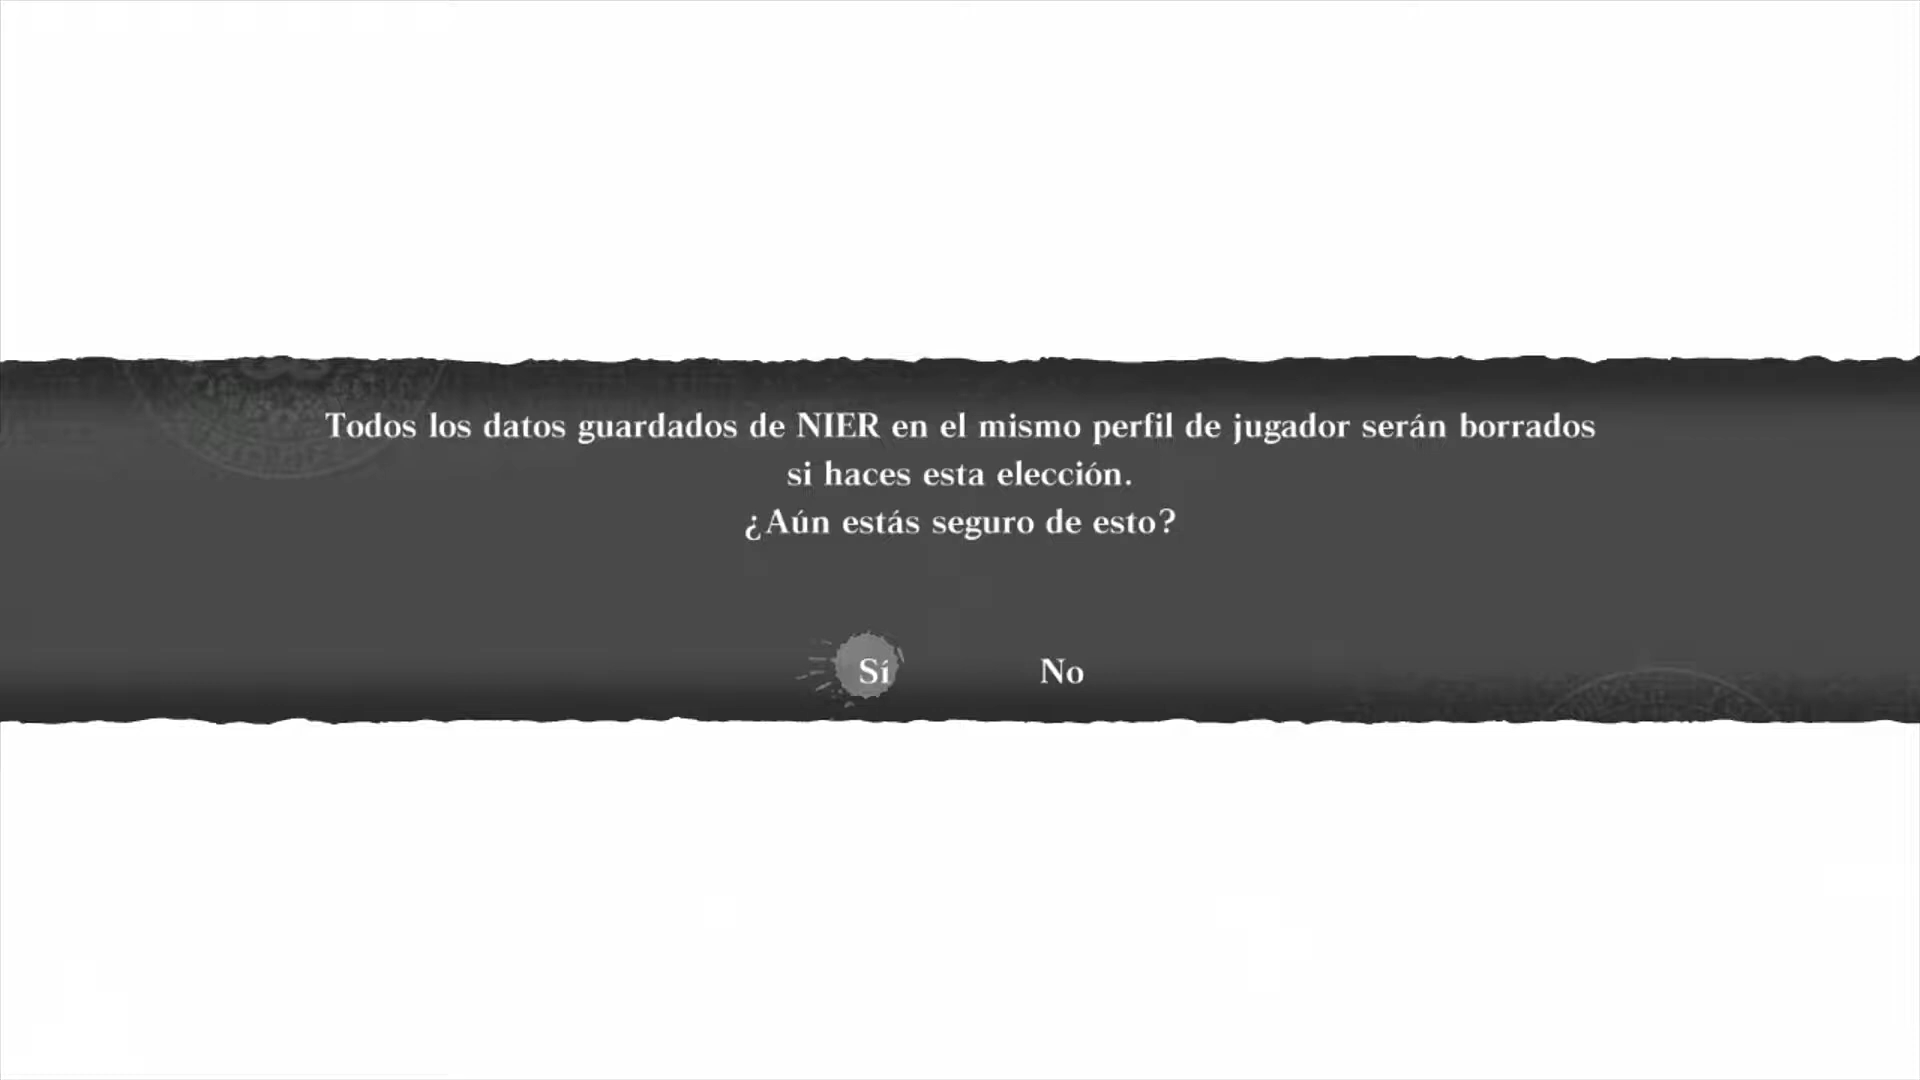 Todos los datos guardados de NIER en el mismo perfil de jugador serán borrados
si haces esta elección.
¿Aún estás seguro de esto?
Sí No